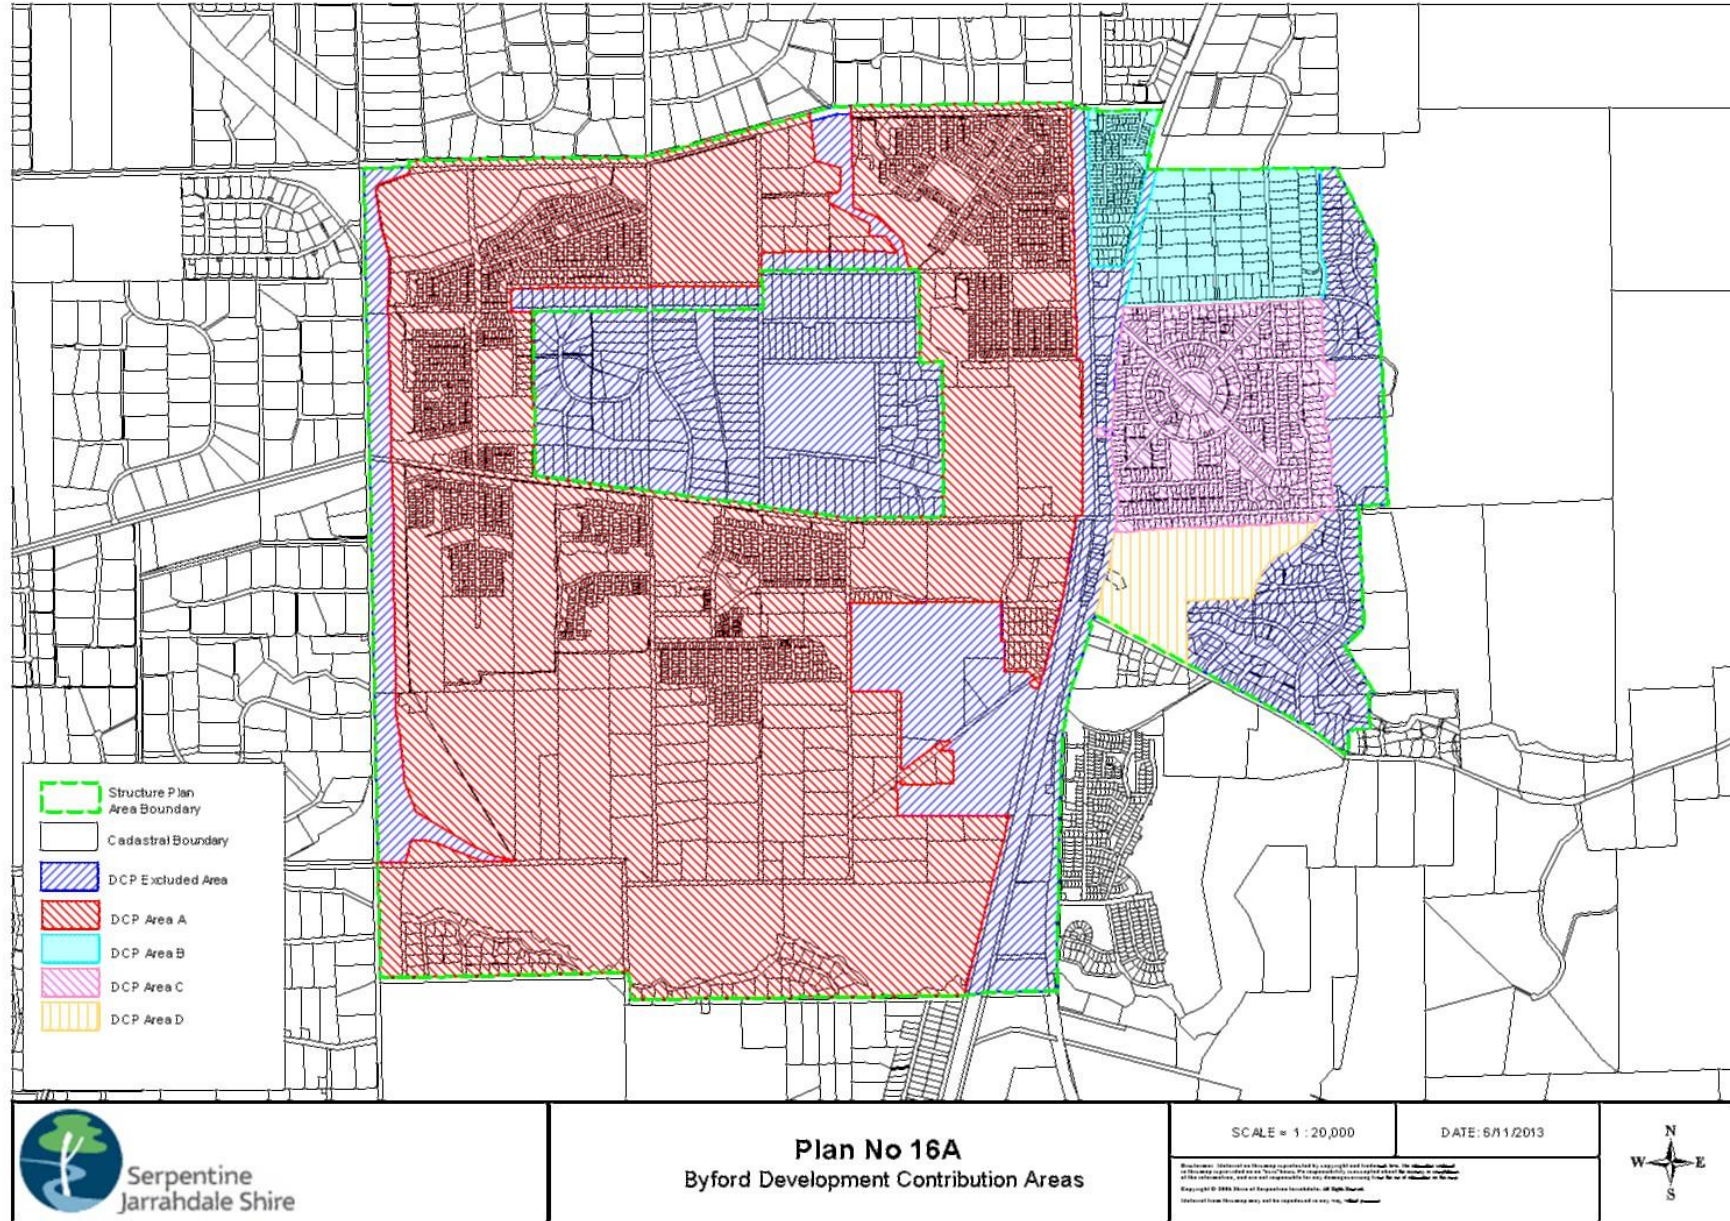 Structure Plan
Area Boundary
Cadastral Boundary
DCP Excluded Area
DCP Area A
DCP Area B
DCP Area C
DCP Area D
Serpentine
Jarrahdale Shire
Plan No 16A
Byford Development Contribution Areas
SCALE = 1 : 20,000
DATE: 6/11/2013
N
W E
S